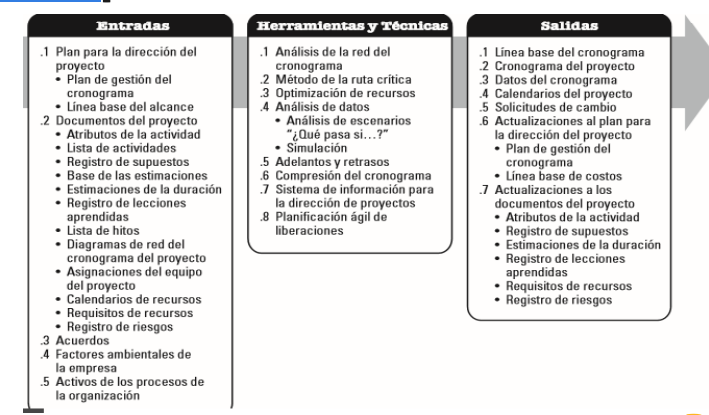 Entradas
.1 Plan para la dirección del
proyecto
• Plan de gestión del
cronograma
• Línea base del alcance
.2 Documentos del proyecto
• Atributos de la actividad
• Lista de actividades
• Registro de supuestos
• Base de las estimaciones
• Estimaciones de la duración
• Registro de lecciones
aprendidas
• Lista de hitos
• Diagramas de red del
cronograma del proyecto
• Asignaciones del equipo
del proyecto
• Calendarios de recursos
• Requisitos de recursos
• Registro de riesgos
.3 Acuerdos
.4 Factores ambientales de
la empresa
.5 Activos de los procesos de
la organización
Herramientas y Técnicas
.1 Análisis de la red del
cronograma
.2 Método de la ruta crítica
.3 Optimización de recursos
.4 Análisis de datos
• Análisis de escenarios
“¿Qué pasa si...?”
• Simulación
.5 Adelantos y retrasos
.6 Compresión del cronograma
.7 Sistema de información para
la dirección de proyectos
.8 Planificación ágil de
liberaciones
Salidas
.1 Línea base del cronograma
.2 Cronograma del proyecto
.3 Datos del cronograma
.4 Calendarios del proyecto
.5 Solicitudes de cambio
.6 Actualizaciones al plan para
la dirección del proyecto
• Plan de gestión del
cronograma
• Línea base de costos
.7 Actualizaciones a los
documentos del proyecto
• Atributos de la actividad
• Registro de supuestos
• Estimaciones de la duración
• Registro de lecciones
aprendidas
• Requisitos de recursos
• Registro de riesgos